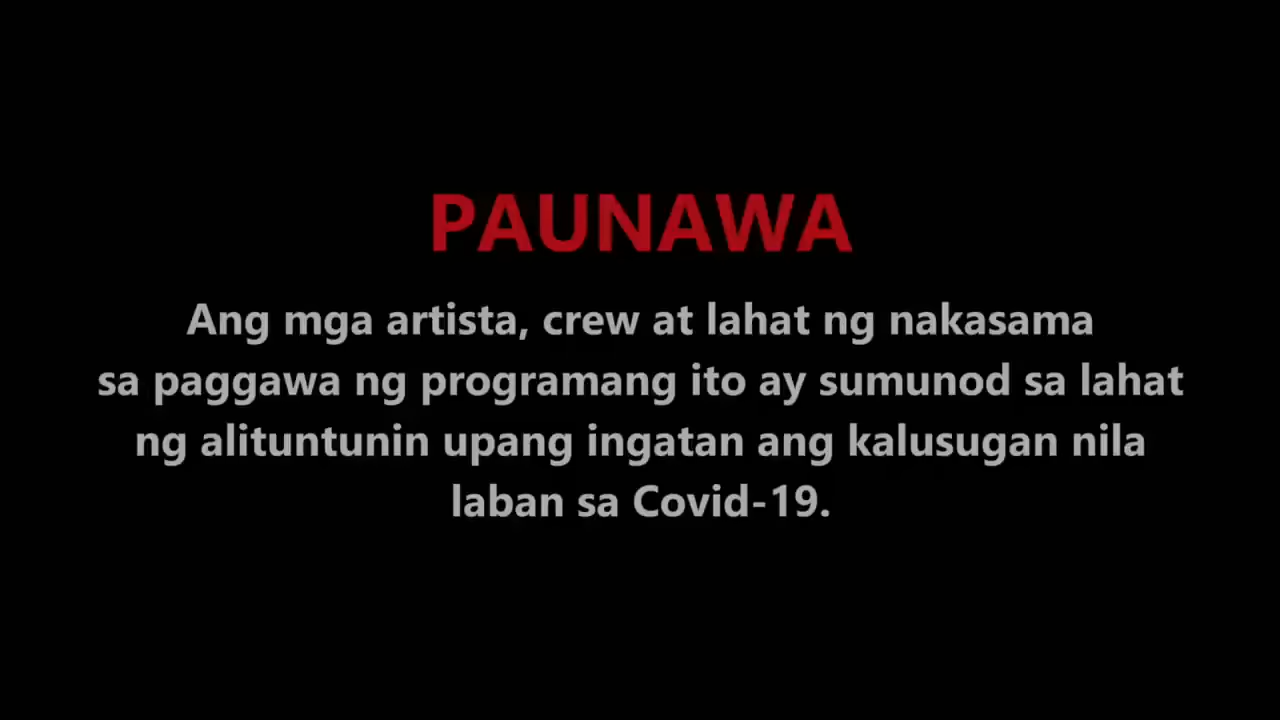 PAUNAWA
Ang mga artista, crew at lahat ng nakasama
sa paggawa ng programang ito ay sumunod sa lahat
ng alituntunin upang ingatan ang kalusugan nila
laban sa Covid-19.